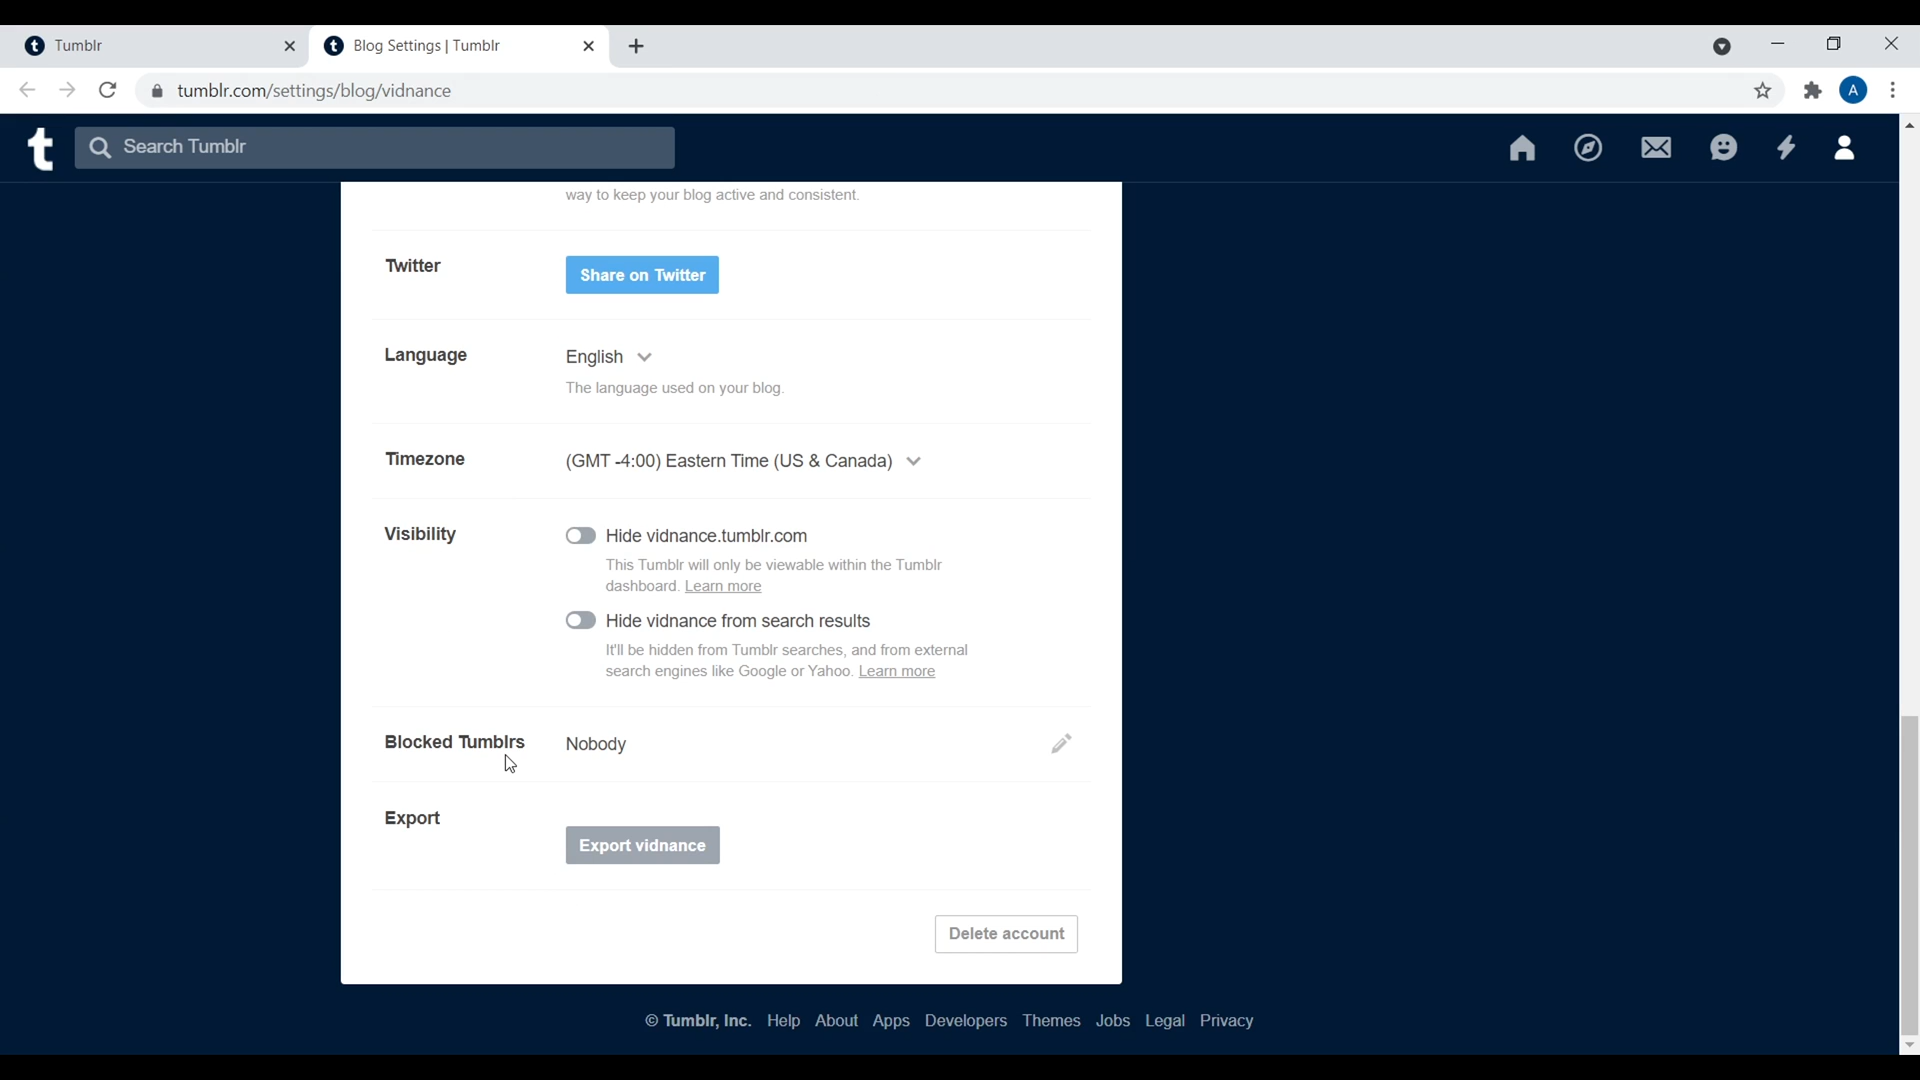 Tumblr
Blog Settings | Tumblr
tumblr.com/settings/blog/vidnance
A
t
Search Tumblr
way to keep your blog active and consistent.
Twitter
Share on Twitter
Language
English
The language used on your blog.
Timezone
(GMT -4:00) Eastern Time (US & Canada)
Visibility
Hide vidnance.tumblr.com
This Tumblr will only be viewable within the Tumblr
dashboard. Learn more
Hide vidnance from search results
It'll be hidden from Tumblr searches, and from external
search engines like Google or Yahoo. Learn more
Blocked Tumblrs
Nobody
Export
Export vidnance
Delete account
© Tumblr, Inc. Help About Apps Developers Themes Jobs Legal Privacy